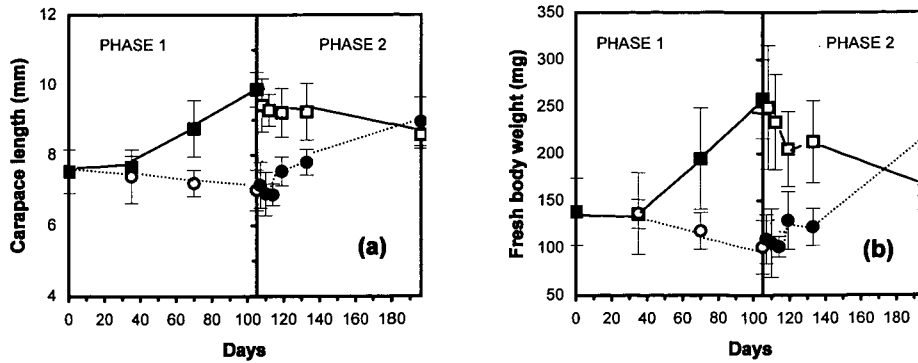 PHASE 1
PHASE 2
Carapace length (mm)
12
10
8
6
4
(a)
0 20 40 60 80 100 120 140 160 180
Days
PHASE 1
PHASE 2
Fresh body weight (mg)
350
300
250
200
150
100
50
(b)
0 20 40 60 80 100 120 140 160 180
Days